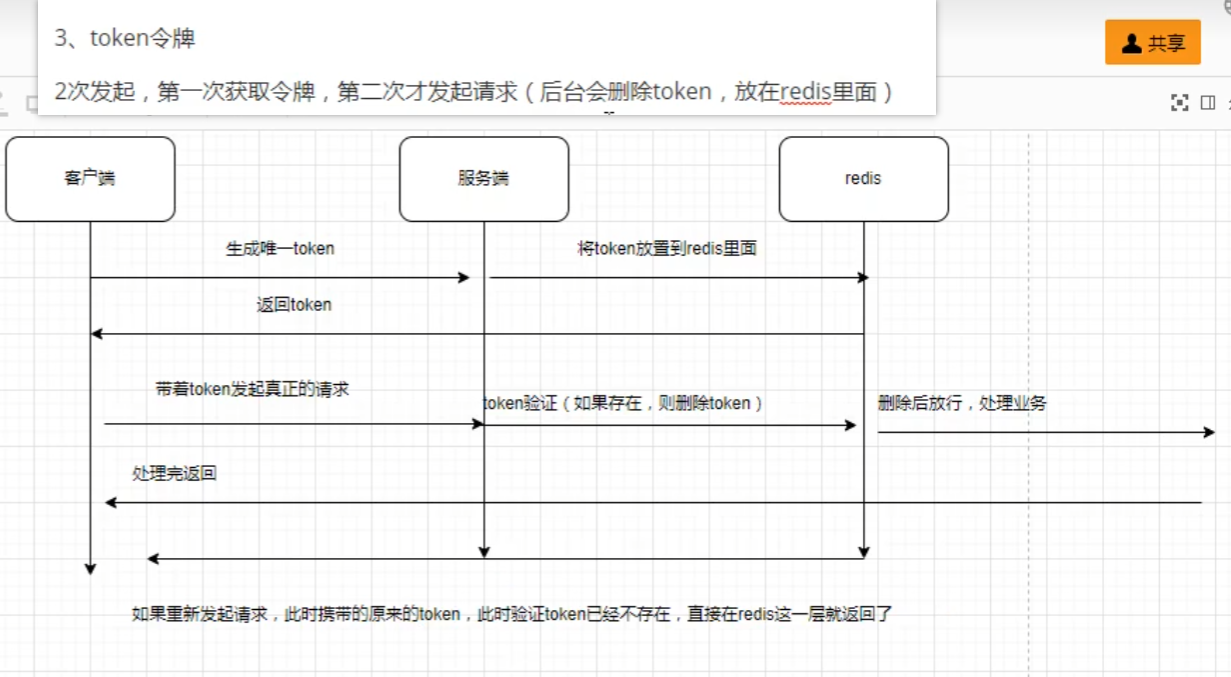 3、token令牌
共享
2次发起，第一次获取令牌，第二次才发起请求（后台会删除token，放在redis里面）
客户端
服务端
redis
生成唯一token
将token放置到redis里面
返回token
带着token发起真正的请求
token验证（如果存在，则删除token）
删除后放行，处理业务
处理完返回
如果重新发起请求，此时携带的原来的token，此时验证token已经不存在，直接在redis这一层就返回了